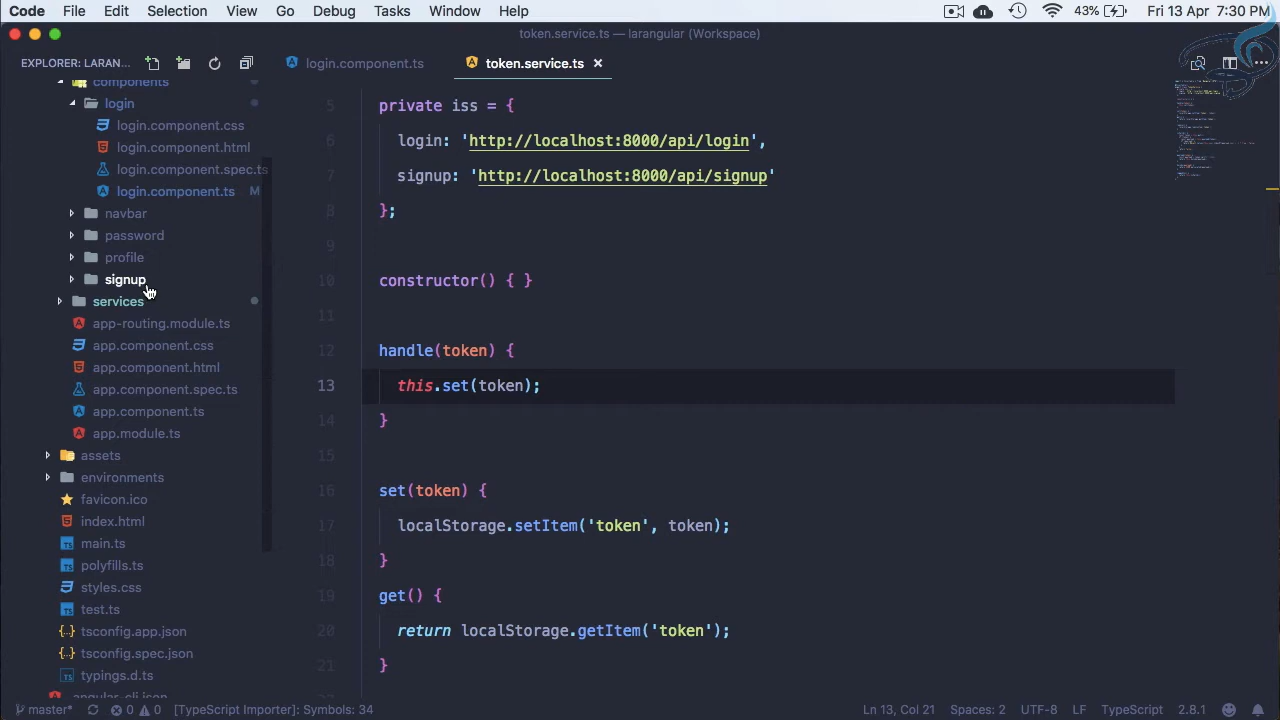 Code File Edit Selection View Go Debug Tasks Window Help 43% Fri 13 Apr 7:30 PM
token.service.ts — larangular (Workspace)
EXPLORER: LARAN...
login.component.ts
token.service.ts
components
login
login.component.css
login.component.html
login.component.spec.ts
login.component.ts M
navbar
password
profile
signup
services
app-routing.module.ts
app.component.css
app.component.html
app.component.spec.ts
app.component.ts
app.module.ts
assets
environments
favicon.ico
index.html
main.ts
polyfills.ts
styles.css
test.ts
tsconfig.app.json
tsconfig.spec.json
typings.d.ts
angular-cli.json
5 private iss = {
6 login: 'http://localhost:8000/api/login',
7 signup: 'http://localhost:8000/api/signup'
8 };
9
10 constructor() { }
11
12 handle(token) {
13 this.set(token);
14 }
15
16 set(token) {
17 localStorage.setItem('token', token);
18 }
19 get() {
20 return localStorage.getItem('token');
21 }
master* 0 0 [TypeScript Importer]: Symbols: 34 Ln 13, Col 21 Spaces: 2 UTF-8 LF TypeScript 2.8.1